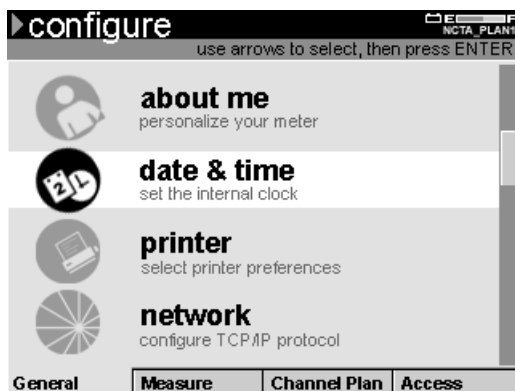 configure
E F
NCTA_PLAN1
use arrows to select, then press ENTER
about me
personalize your meter
date & time
set the internal clock
printer
select printer preferences
network
configure TCP/IP protocol
General Measure Channel Plan Access